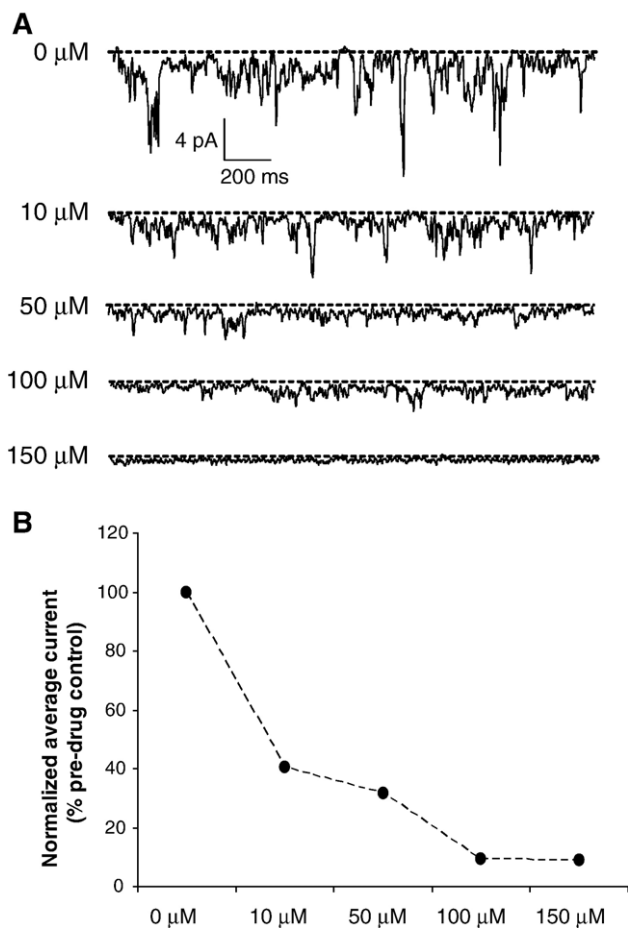 A
0 μM
4 pA
200 ms
10 μM
50 μM
100 μM
150 μM
B
Normalized average current
(% pre-drug control)
120
100
80
60
40
20
0
0 μM 10 μM 50 μM 100 μM 150 μM